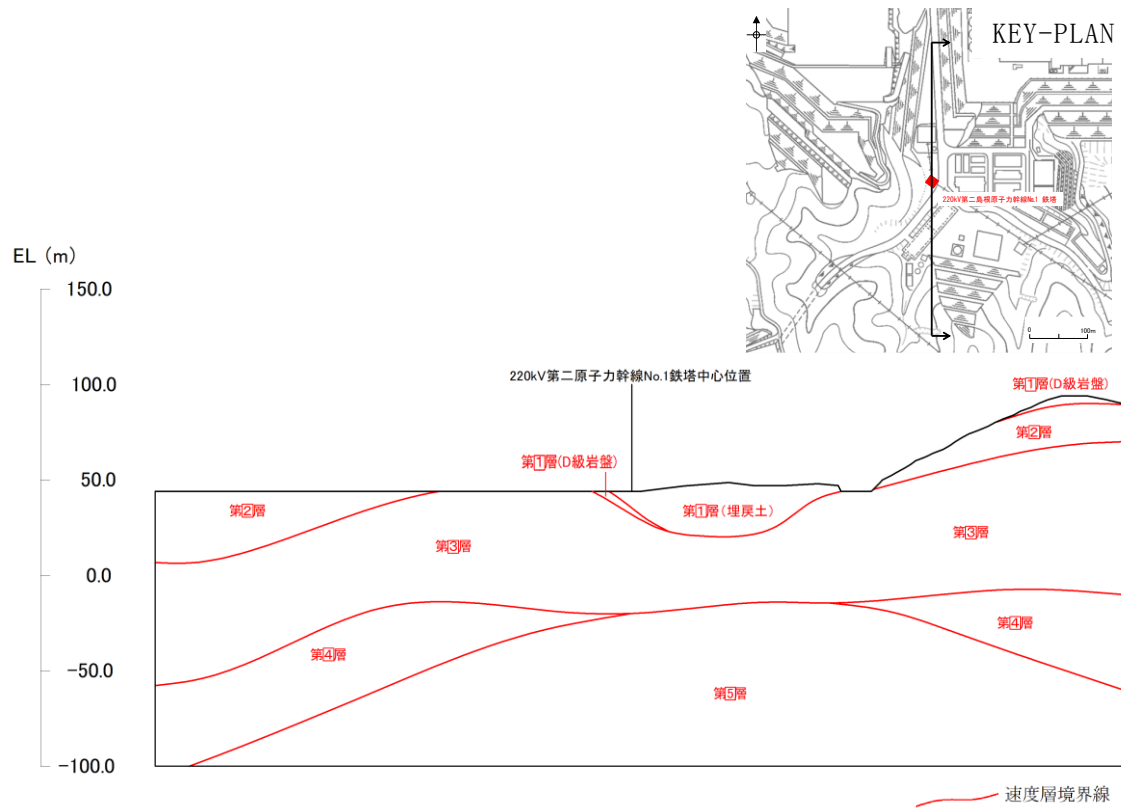 KEY-PLAN
220kV第二島根原子力幹線No.1 鉄塔
0 100m
EL (m)
150.0
100.0
50.0
0.0
-50.0
-100.0
220kV第二原子力幹線No.1鉄塔中心位置
第1層(D級岩盤)
第2層
第1層(D級岩盤)
第2層
第1層(埋戻土)
第3層
第3層
第4層
第4層
第5層
速度層境界線